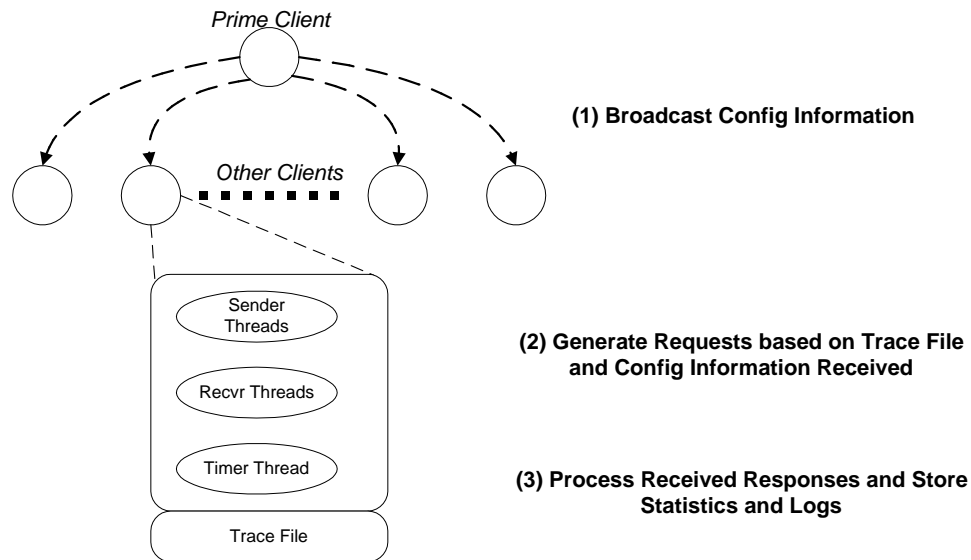 Prime Client
(1) Broadcast Config Information
Other Clients
Sender
Threads
(2) Generate Requests based on Trace File
and Config Information Received
Recvr Threads
Timer Thread
(3) Process Received Responses and Store
Statistics and Logs
Trace File